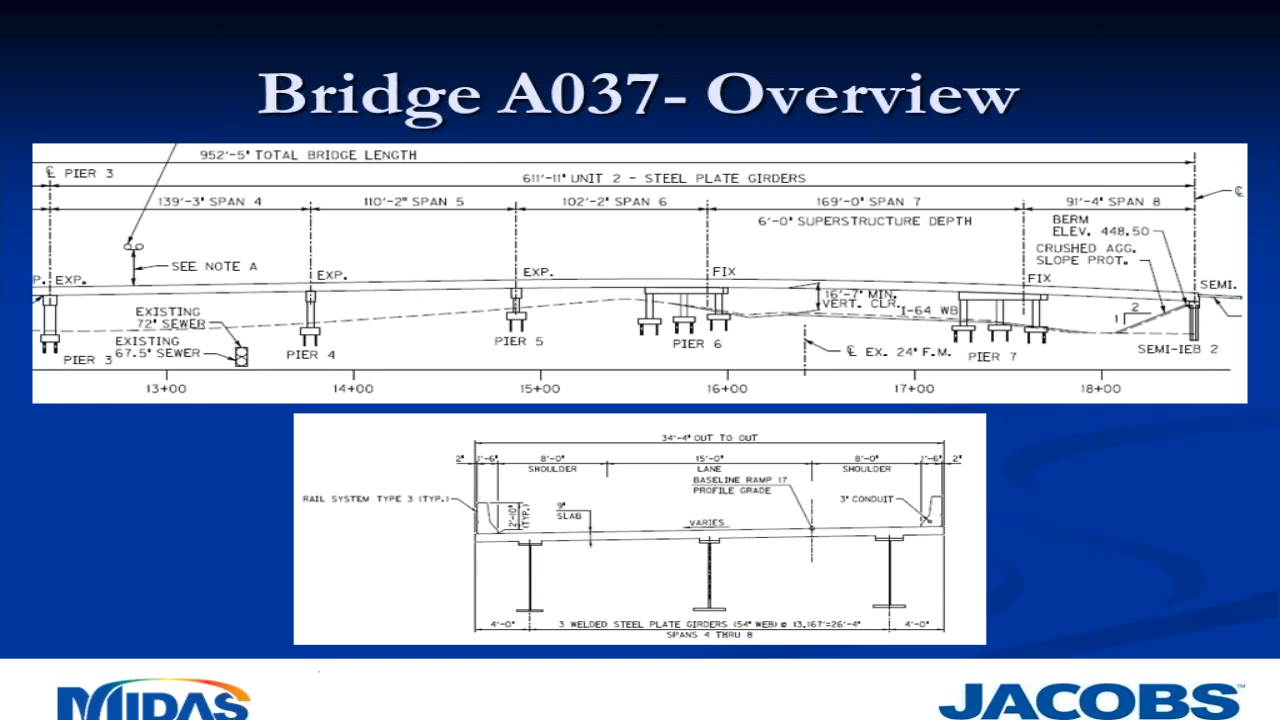 Bridge A037- Overview
952'-5" TOTAL BRIDGE LENGTH
℄ PIER 3
611'-11" UNIT 2 - STEEL PLATE GIRDERS
℄
139'-3" SPAN 4
110'-2" SPAN 5
102'-2" SPAN 6
169'-0" SPAN 7
91'-4" SPAN 8
6'-0" SUPERSTRUCTURE DEPTH
BERM
ELEV. 448.50
CRUSHED AGG.
SLOPE PROT.
SEE NOTE A
P. EXP.
EXP.
EXP.
FIX
FIX
SEMI.
16'-7" MIN.
VERT. CLR.
I-64 WB
2
1
EXISTING
72" SEWER
EXISTING
67.5" SEWER
PIER 3
PIER 4
PIER 5
PIER 6
℄ EX. 24" F.M.
PIER 7
SEMI-IEB 2
13+00
14+00
15+00
16+00
17+00
18+00
34'-4" OUT TO OUT
2"
1'-6"
8'-0"
15'-0"
8'-0"
1'-6"
2"
SHOULDER
LANE
SHOULDER
BASELINE RAMP 17
PROFILE GRADE
RAIL SYSTEM TYPE 3 (TYP.)
2'-10"
(TYP.)
9"
SLAB
VARIES
3" CONDUIT
4'-0"
3 WELDED STEEL PLATE GIRDERS (54" WEB) @ 13.167'=26'-4"
4'-0"
SPANS 4 THRU 8
MIDAS
JACOBS™